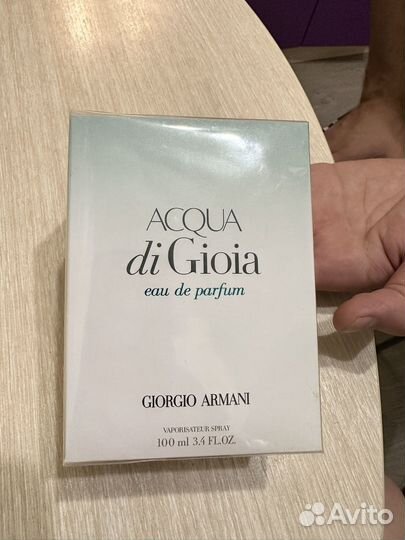 ACQUA
di Gioia
eau de parfum
GIORGIO ARMANI
VAPORISATEUR SPRAY
100 ml 3.4 FL.OZ.
Avito